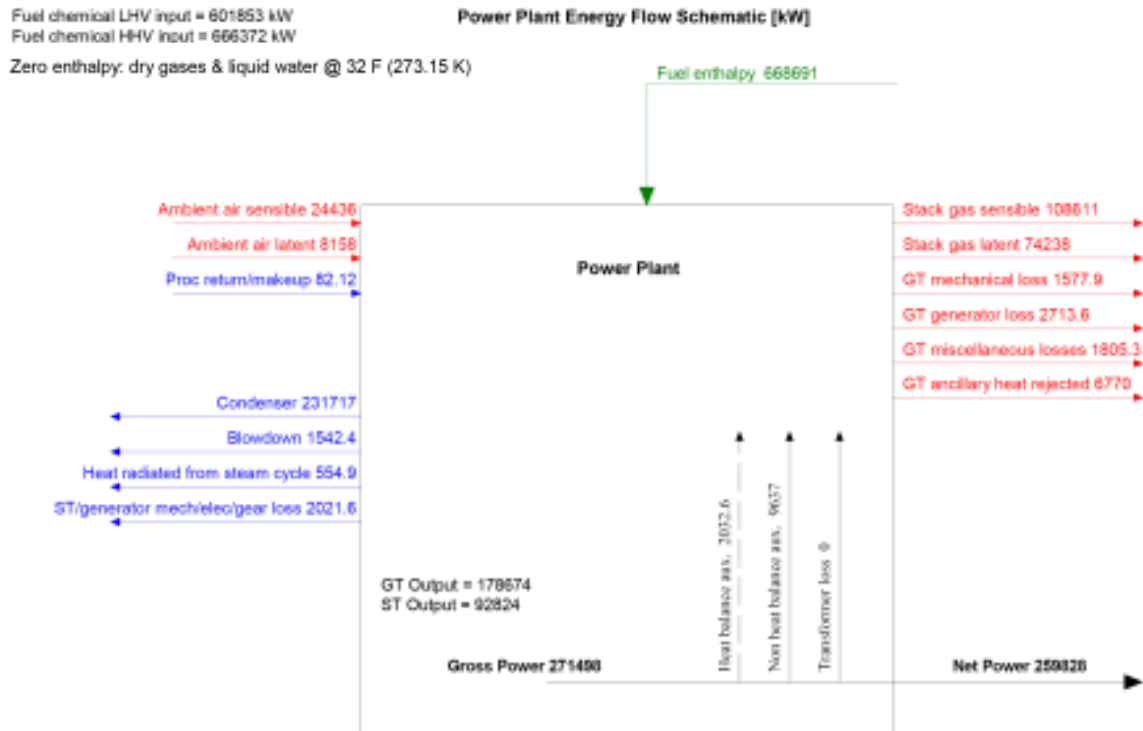 Fuel chemical LHV input = 601853 kW
Fuel chemical HHV input = 666372 kW
Power Plant Energy Flow Schematic [kW]
Zero enthalpy: dry gases & liquid water @ 32 F (273.15 K)
Fuel enthalpy 668691
Ambient air sensible 24436
Ambient air latent 8158
Proc return/makeup 82.12
Power Plant
Stack gas sensible 108611
Stack gas latent 74238
GT mechanical loss 1577.9
GT generator loss 2713.6
GT miscellaneous losses 1805.3
GT ancillary heat rejected 6770
Condenser 231717
Blowdown 1542.4
Heat radiated from steam cycle 554.9
ST/generator mech/elec/gear loss 2021.6
Heat balance aux. 2032.6
Non heat balance aux. 9637
Transformer loss 0
GT Output = 178674
ST Output = 92824
Gross Power 271498
Net Power 259828